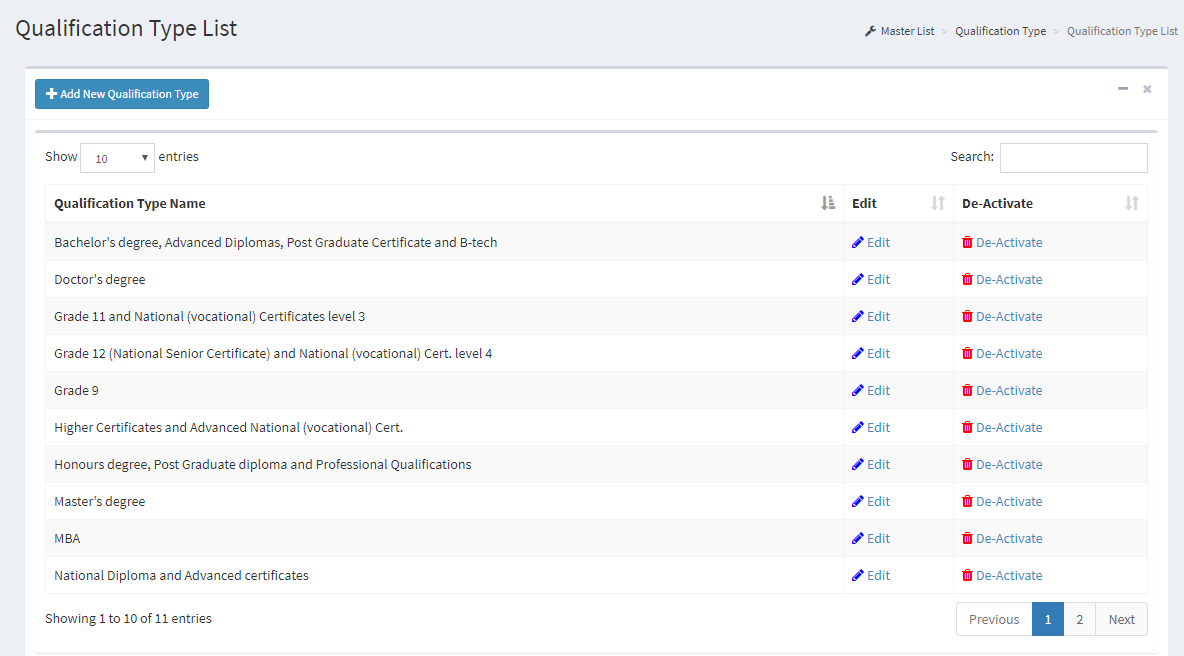 Qualification Type List
Master List > Qualification Type > Qualification Type List
Add New Qualification Type
Show 10 entries
Search:
Qualification Type Name Edit De-Activate
Bachelor's degree, Advanced Diplomas, Post Graduate Certificate and B-tech Edit De-Activate
Doctor's degree Edit De-Activate
Grade 11 and National (vocational) Certificates level 3 Edit De-Activate
Grade 12 (National Senior Certificate) and National (vocational) Cert. level 4 Edit De-Activate
Grade 9 Edit De-Activate
Higher Certificates and Advanced National (vocational) Cert. Edit De-Activate
Honours degree, Post Graduate diploma and Professional Qualifications Edit De-Activate
Master's degree Edit De-Activate
MBA Edit De-Activate
National Diploma and Advanced certificates Edit De-Activate
Showing 1 to 10 of 11 entries
Previous 1 2 Next